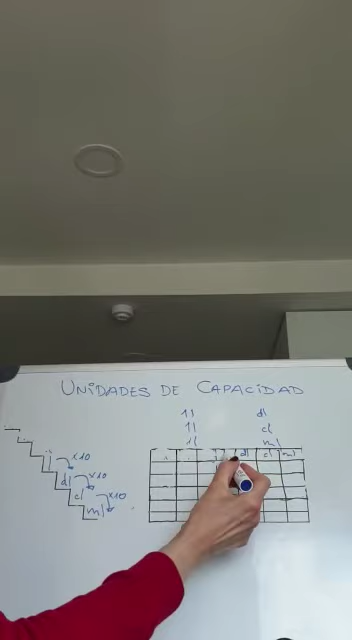 UNIDADES DE CAPACIDAD
1l dl
1l cl
1l ml
l x10
dl x10
cl x10
ml
dl cl ml